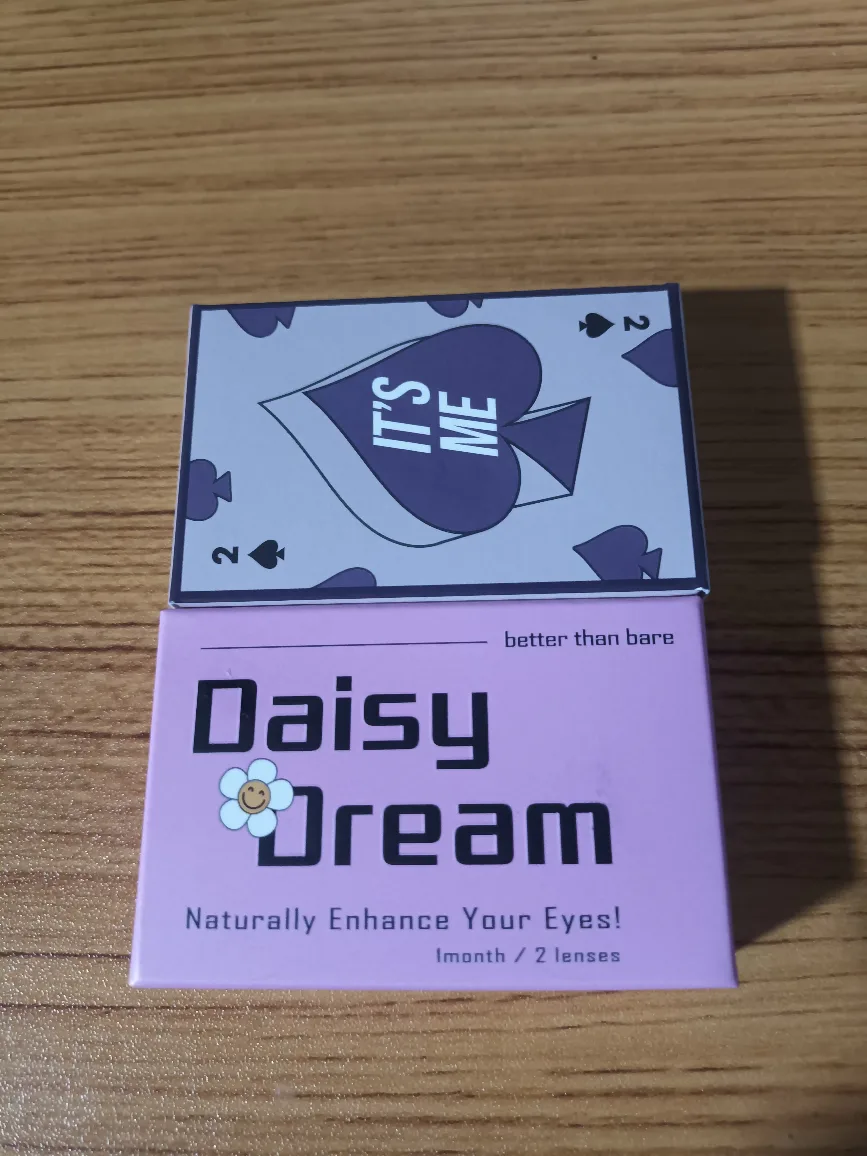 2
IT'S
ME
2
better than bare
Daisy
Dream
Naturally Enhance Your Eyes!
1month / 2 lenses